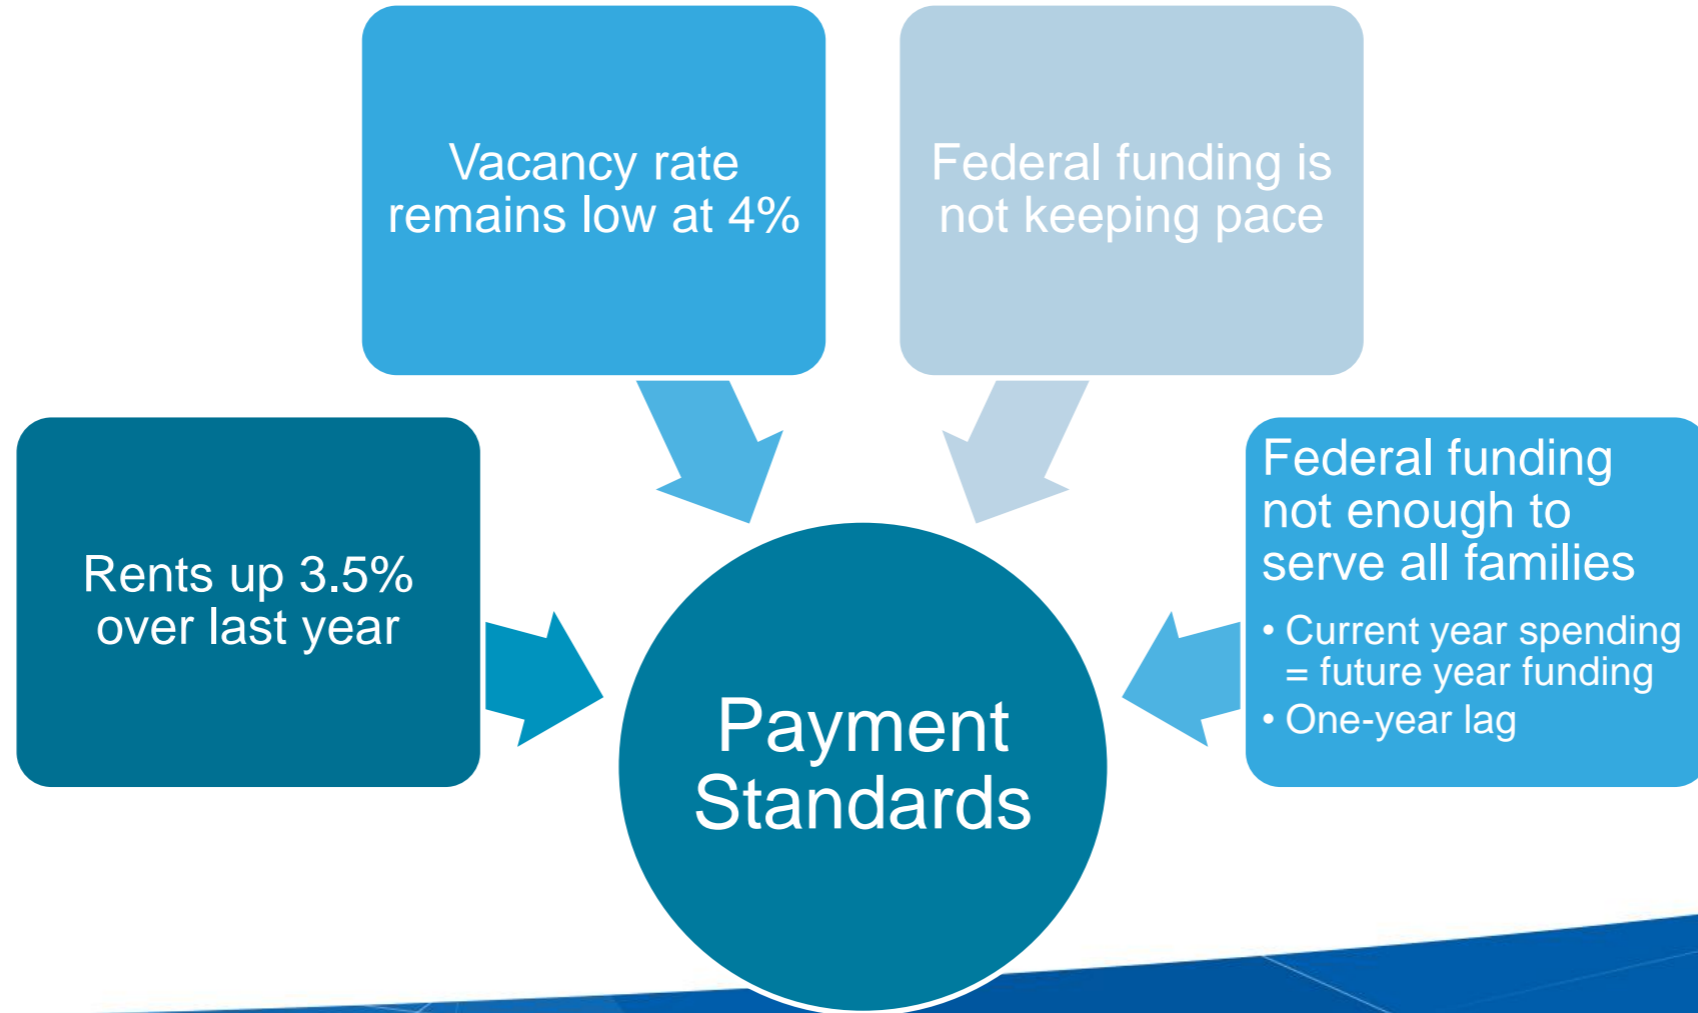 Vacancy rate
remains low at 4%
Federal funding is
not keeping pace
Rents up 3.5%
over last year
Federal funding
not enough to
serve all families
• Current year spending
= future year funding
• One-year lag
Payment
Standards